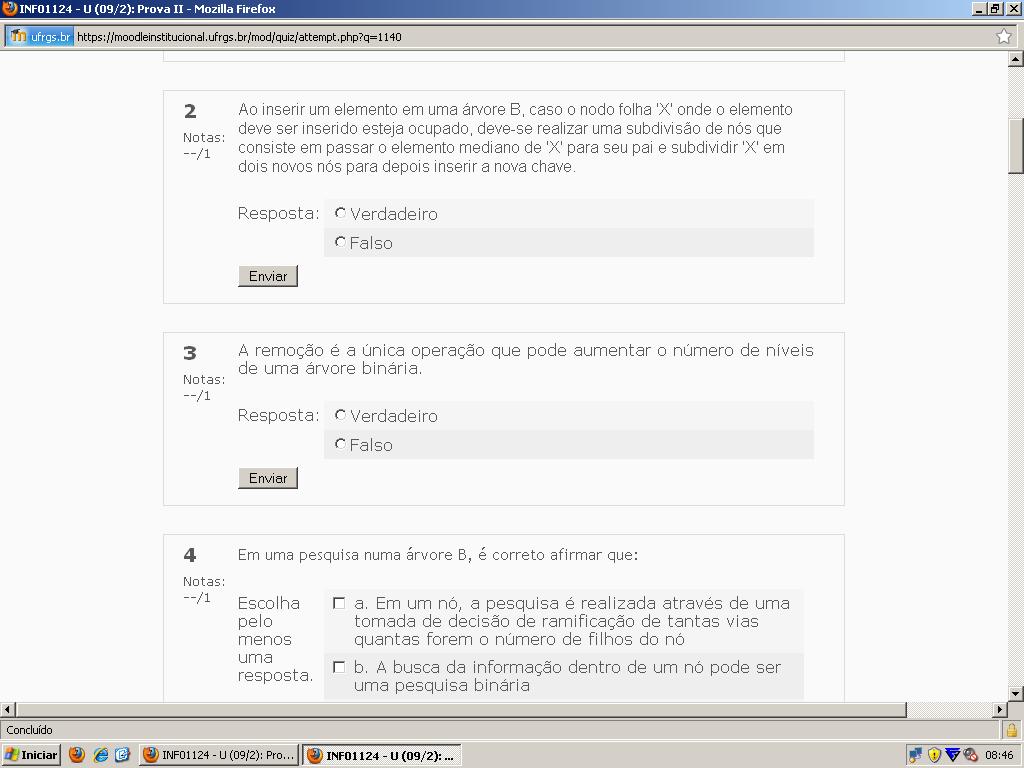 INF01124 - U (09/2): Prova II - Mozilla Firefox
ufrgs.br https://moodleinstitucional.ufrgs.br/mod/quiz/attempt.php?q=1140
2
Notas:
--/1
Ao inserir um elemento em uma árvore B, caso o nodo folha 'X' onde o elemento
deve ser inserido esteja ocupado, deve-se realizar uma subdivisão de nós que
consiste em passar o elemento mediano de 'X' para seu pai e subdividir 'X' em
dois novos nós para depois inserir a nova chave.
Resposta:
Verdadeiro
Falso
Enviar
3
Notas:
--/1
A remoção é a única operação que pode aumentar o número de níveis
de uma árvore binária.
Resposta:
Verdadeiro
Falso
Enviar
4
Notas:
--/1
Em uma pesquisa numa árvore B, é correto afirmar que:
Escolha
pelo
menos
uma
resposta.
a. Em um nó, a pesquisa é realizada através de uma
tomada de decisão de ramificação de tantas vias
quantas forem o número de filhos do nó
b. A busca da informação dentro de um nó pode ser
uma pesquisa binária
Concluído
Iniciar
INF01124 - U (09/2): Pro...
INF01124 - U (09/2): ...
08:46